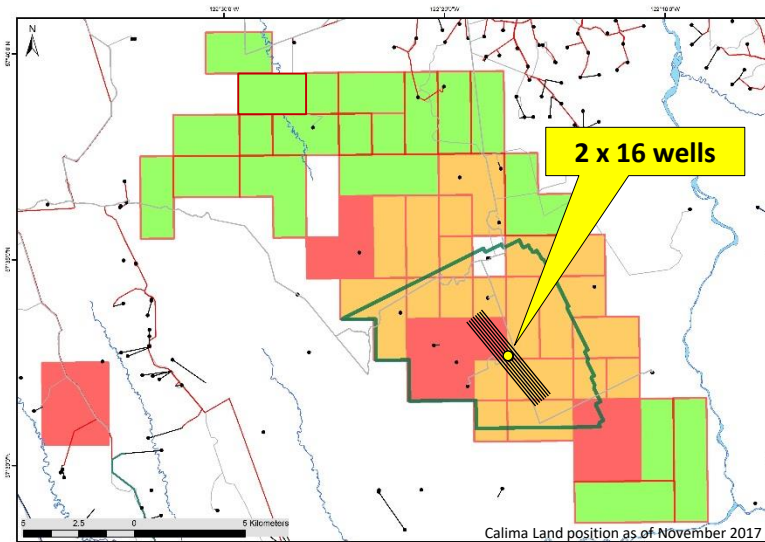 N
2 x 16 wells
5 2.5 0 5 Kilometers
Calima Land position as of November 2017